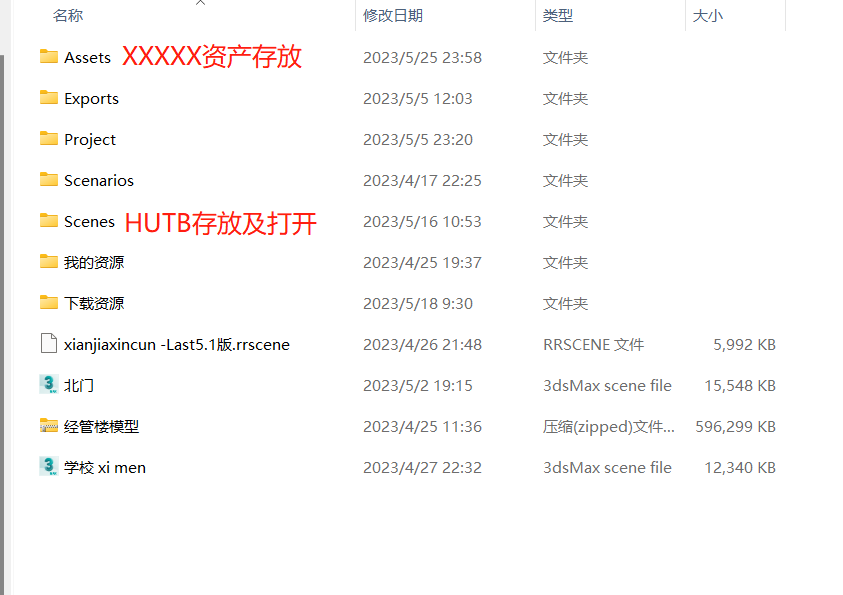 名称 修改日期 类型 大小
Assets XXXXX资产存放 2023/5/25 23:58 文件夹
Exports 2023/5/5 12:03 文件夹
Project 2023/5/5 23:20 文件夹
Scenarios 2023/4/17 22:25 文件夹
Scenes HUTB存放及打开 2023/5/16 10:53 文件夹
我的资源 2023/4/25 19:37 文件夹
下载资源 2023/5/18 9:30 文件夹
xianjiaxincun -Last5.1版.rrscene 2023/4/26 21:48 RRSCENE 文件 5,992 KB
北门 2023/5/2 19:15 3dsMax scene file 15,548 KB
经管楼模型 2023/4/25 11:36 压缩(zipped)文件... 596,299 KB
学校 xi men 2023/4/27 22:32 3dsMax scene file 12,340 KB